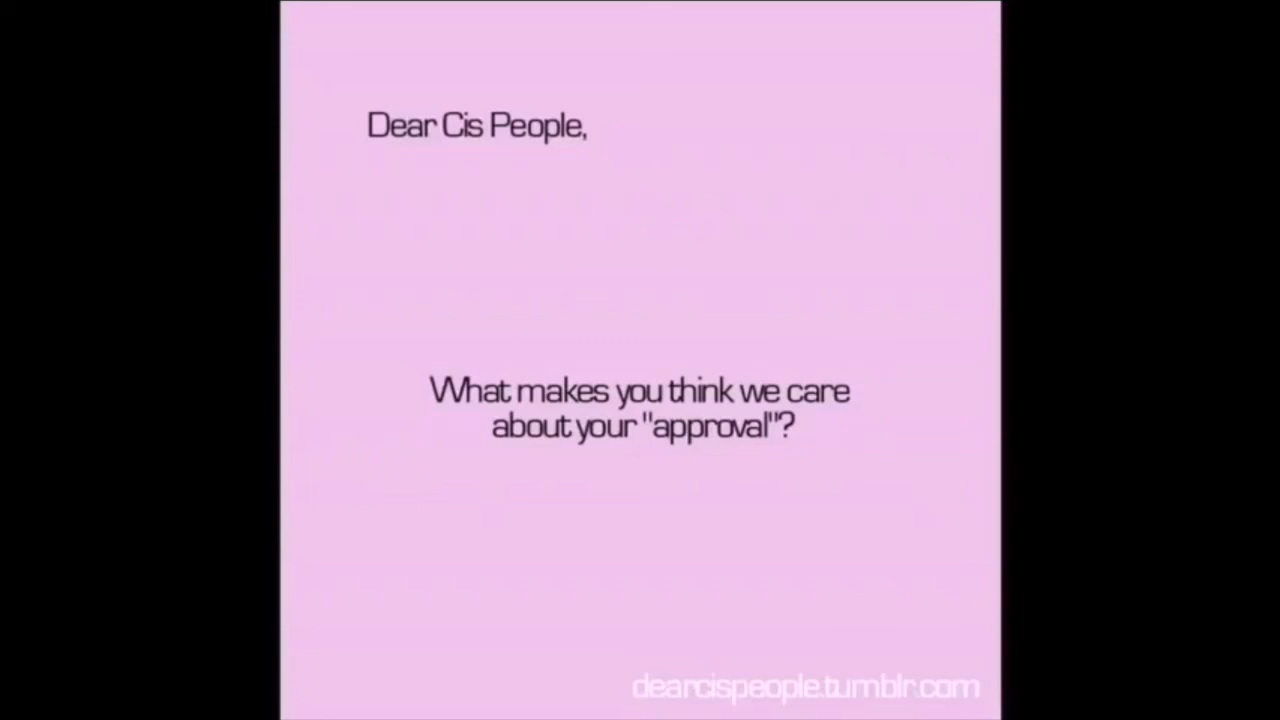 Dear Cis People,
What makes you think we care
about your "approval"?
dearcispeople.tumblr.com